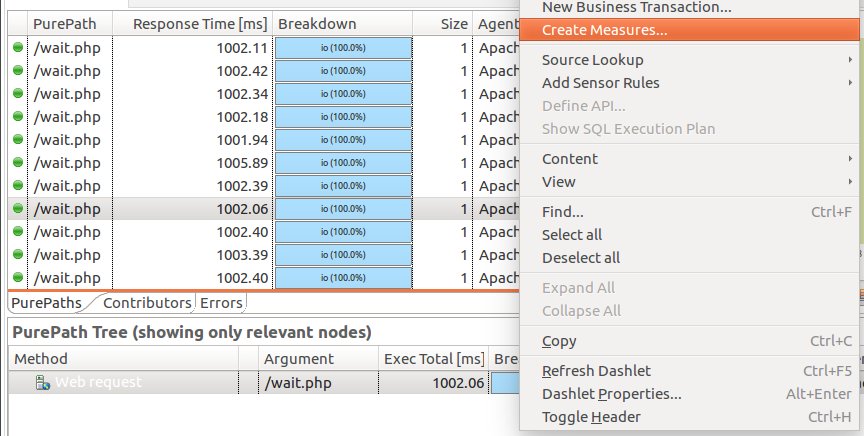 New Business Transaction...
PurePath Response Time [ms] Breakdown Size Agent
Create Measures...
/wait.php 1002.11 io (100.0%) 1 Apach
/wait.php 1002.42 io (100.0%) 1 Apach
Source Lookup
/wait.php 1002.34 io (100.0%) 1 Apach
Add Sensor Rules
/wait.php 1002.18 io (100.0%) 1 Apach
Define API...
/wait.php 1001.94 io (100.0%) 1 Apach
Show SQL Execution Plan
/wait.php 1005.89 io (100.0%) 1 Apach
Content
/wait.php 1002.39 io (100.0%) 1 Apach
View
/wait.php 1002.06 io (100.0%) 1 Apach
Find... Ctrl+F
/wait.php 1002.40 io (100.0%) 1 Apach
Select all
/wait.php 1003.39 io (100.0%) 1 Apach
Deselect all
/wait.php 1002.40 io (100.0%) 1 Apach
Expand All
PurePaths Contributors Errors
Collapse All
PurePath Tree (showing only relevant nodes)
Copy Ctrl+C
Method Argument Exec Total [ms] Bre
Refresh Dashlet Ctrl+F5
Web request /wait.php 1002.06
Dashlet Properties... Alt+Enter
Toggle Header Ctrl+H